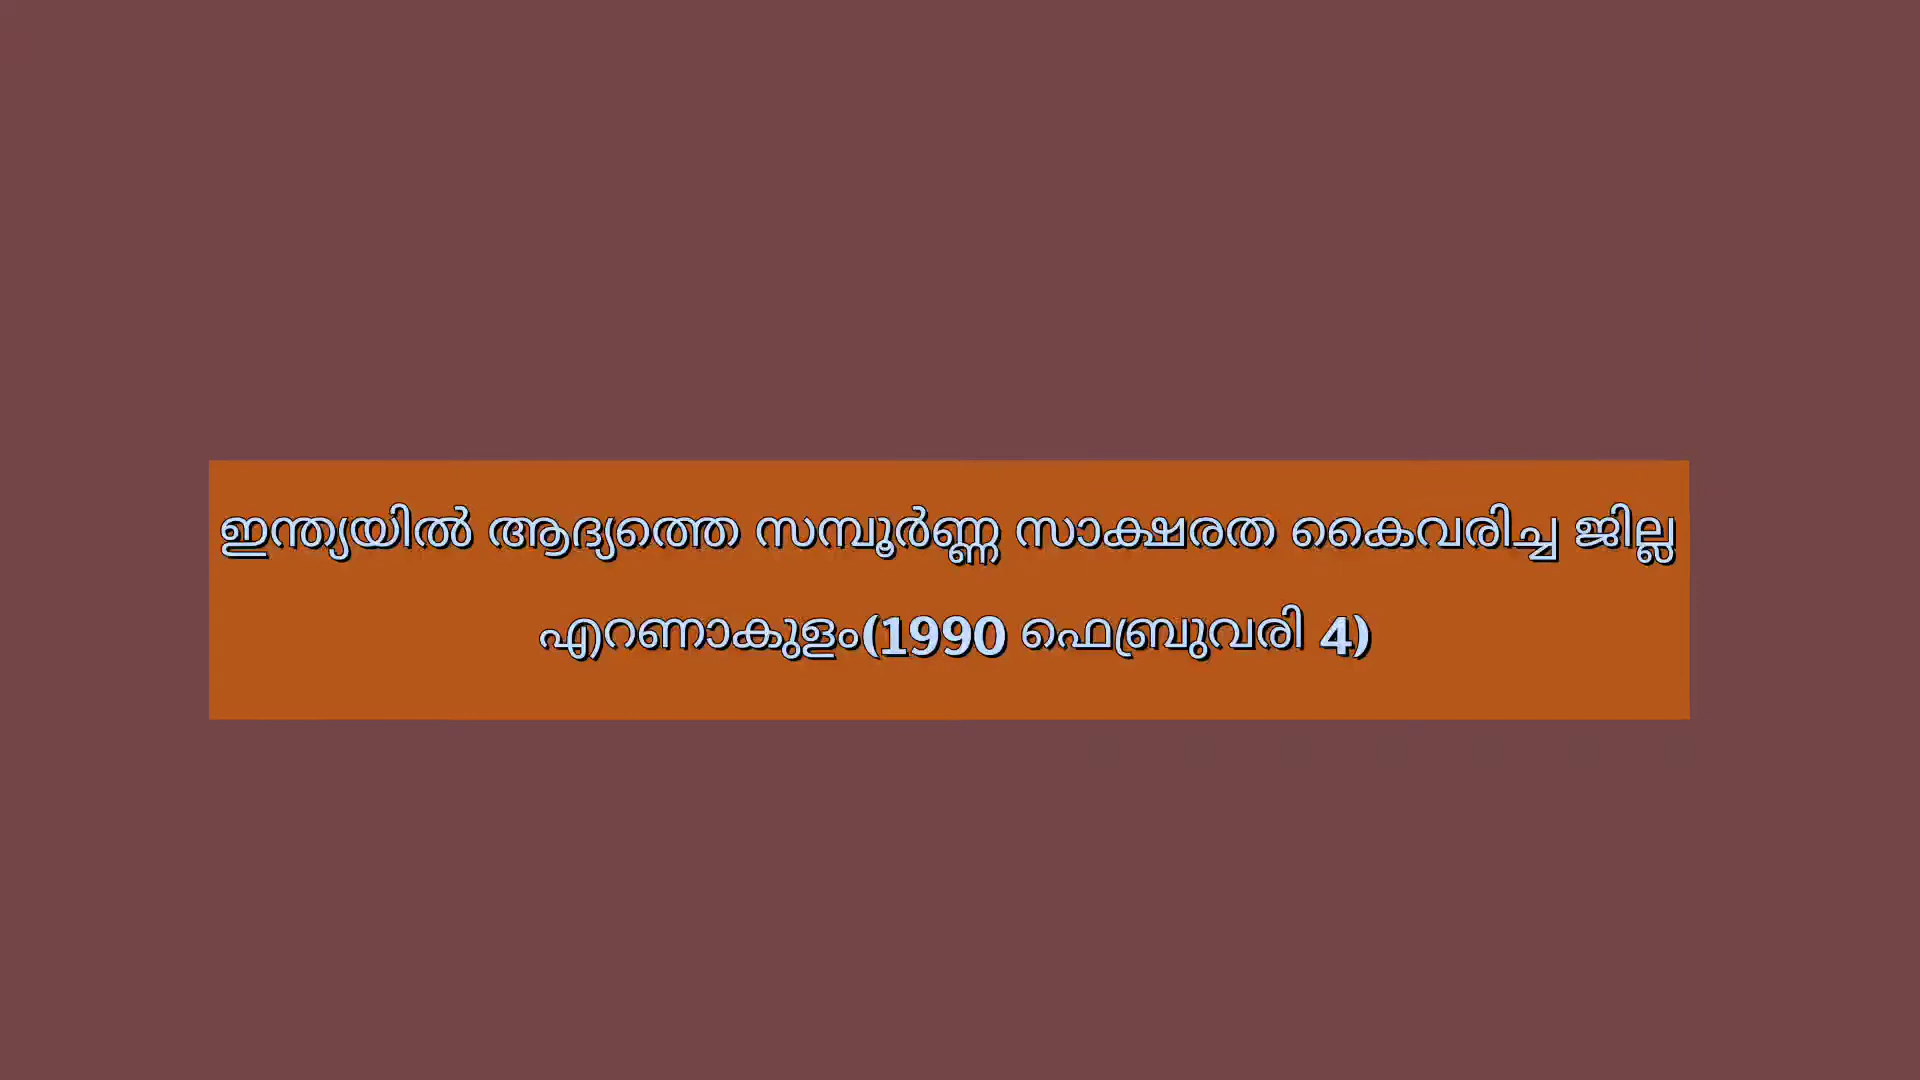 ഇന്ത്യയിൽ ആദ്യത്തെ സമ്പൂർണ്ണ സാക്ഷരത കൈവരിച്ച ജില്ല
എറണാകുളം(1990 ഫെബ്രുവരി 4)